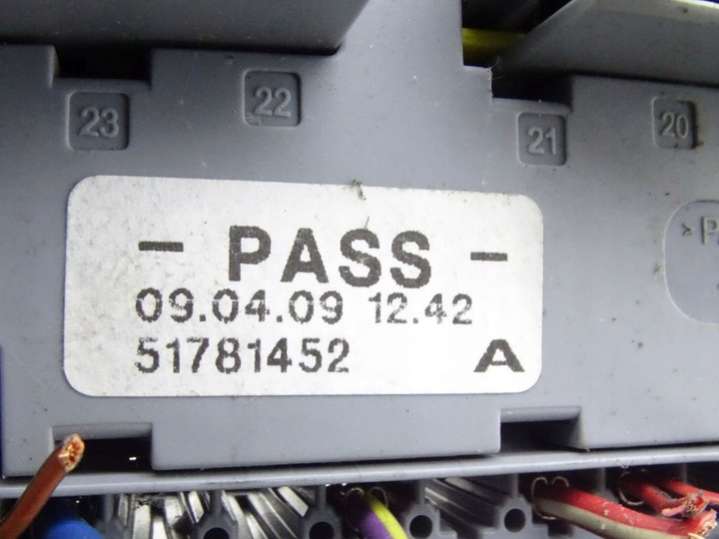 23 22 21 20
>P
- PASS -
09.04.09 12.42
51781452 A